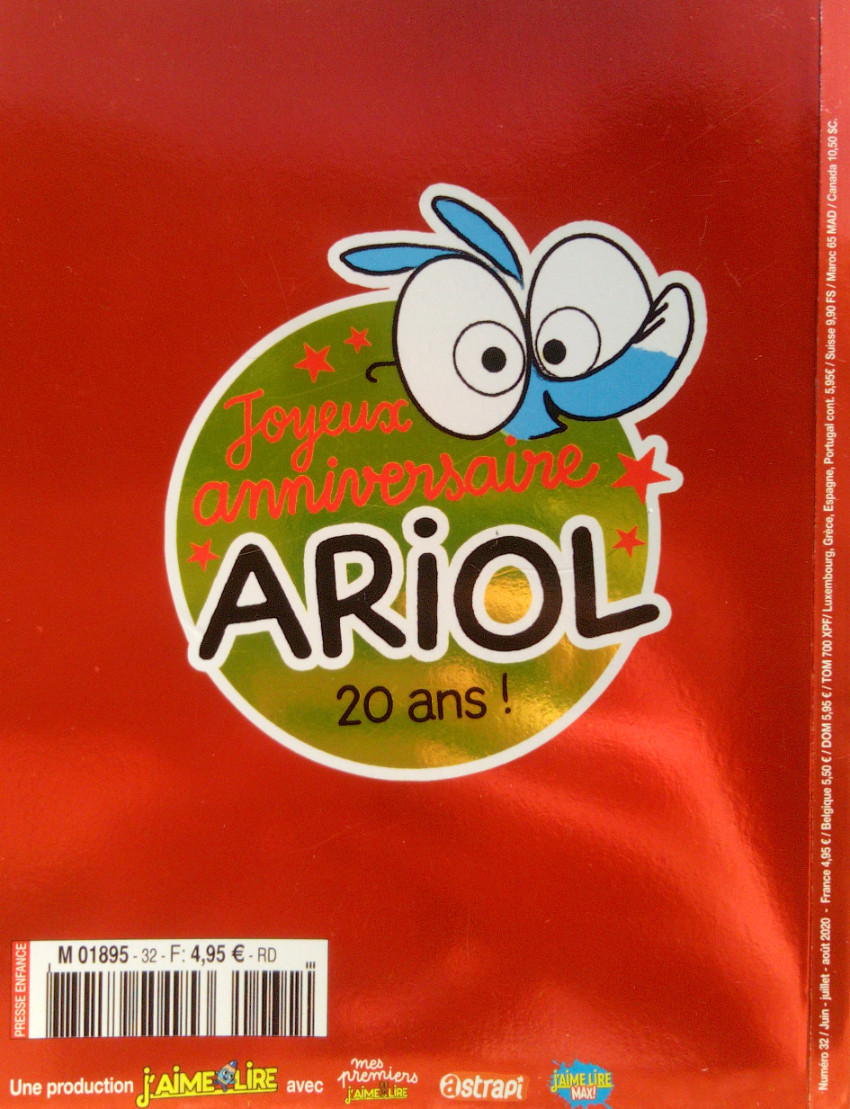 Joyeux
anniversaire
ARiOL
20 ans !
PRESSE ENFANCE
M 01895 - 32 - F: 4,95 € - RD
Une production j'AiME LiRE avec mes premiers j'AiME LiRE astrapi j'AiME LiRE MAX!
Numéro 32 / Juin - juillet - août 2020 - France 4,95 € / Belgique 5,50 € / DOM 5,95 € / TOM 700 XPF/ Luxembourg, Grèce, Espagne, Portugal cont. 5,95€ / Suisse 9,90 FS / Maroc 65 MAD / Canada 10,50 $C.